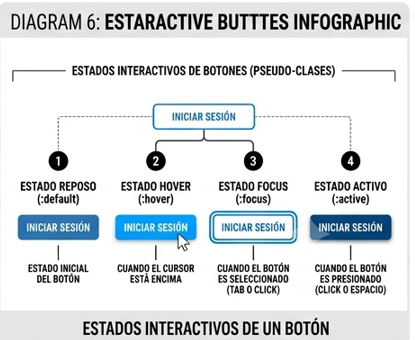 DIAGRAM 6: ESTARACTIVE BUTTTES INFOGRAPHIC
ESTADOS INTERACTIVOS DE BOTONES (PSEUDO-CLASES)
INICIAR SESIÓN
1
2
3
4
ESTADO REPOSO
(:default)
ESTADO HOVER
(:hover)
ESTADO FOCUS
(:focus)
ESTADO ACTIVO
(:active)
INICIAR SESIÓN
INICIAR SESIÓN
INICIAR SESIÓN
INICIAR SESIÓN
ESTADO INICIAL
DEL BOTÓN
CUANDO EL CURSOR
ESTÁ ENCIMA
CUANDO EL BOTÓN
ES SELECCIONADO
(TAB O CLICK)
CUANDO EL BOTÓN
ES PRESIONADO
(CLICK O ESPACIO)
ESTADOS INTERACTIVOS DE UN BOTÓN